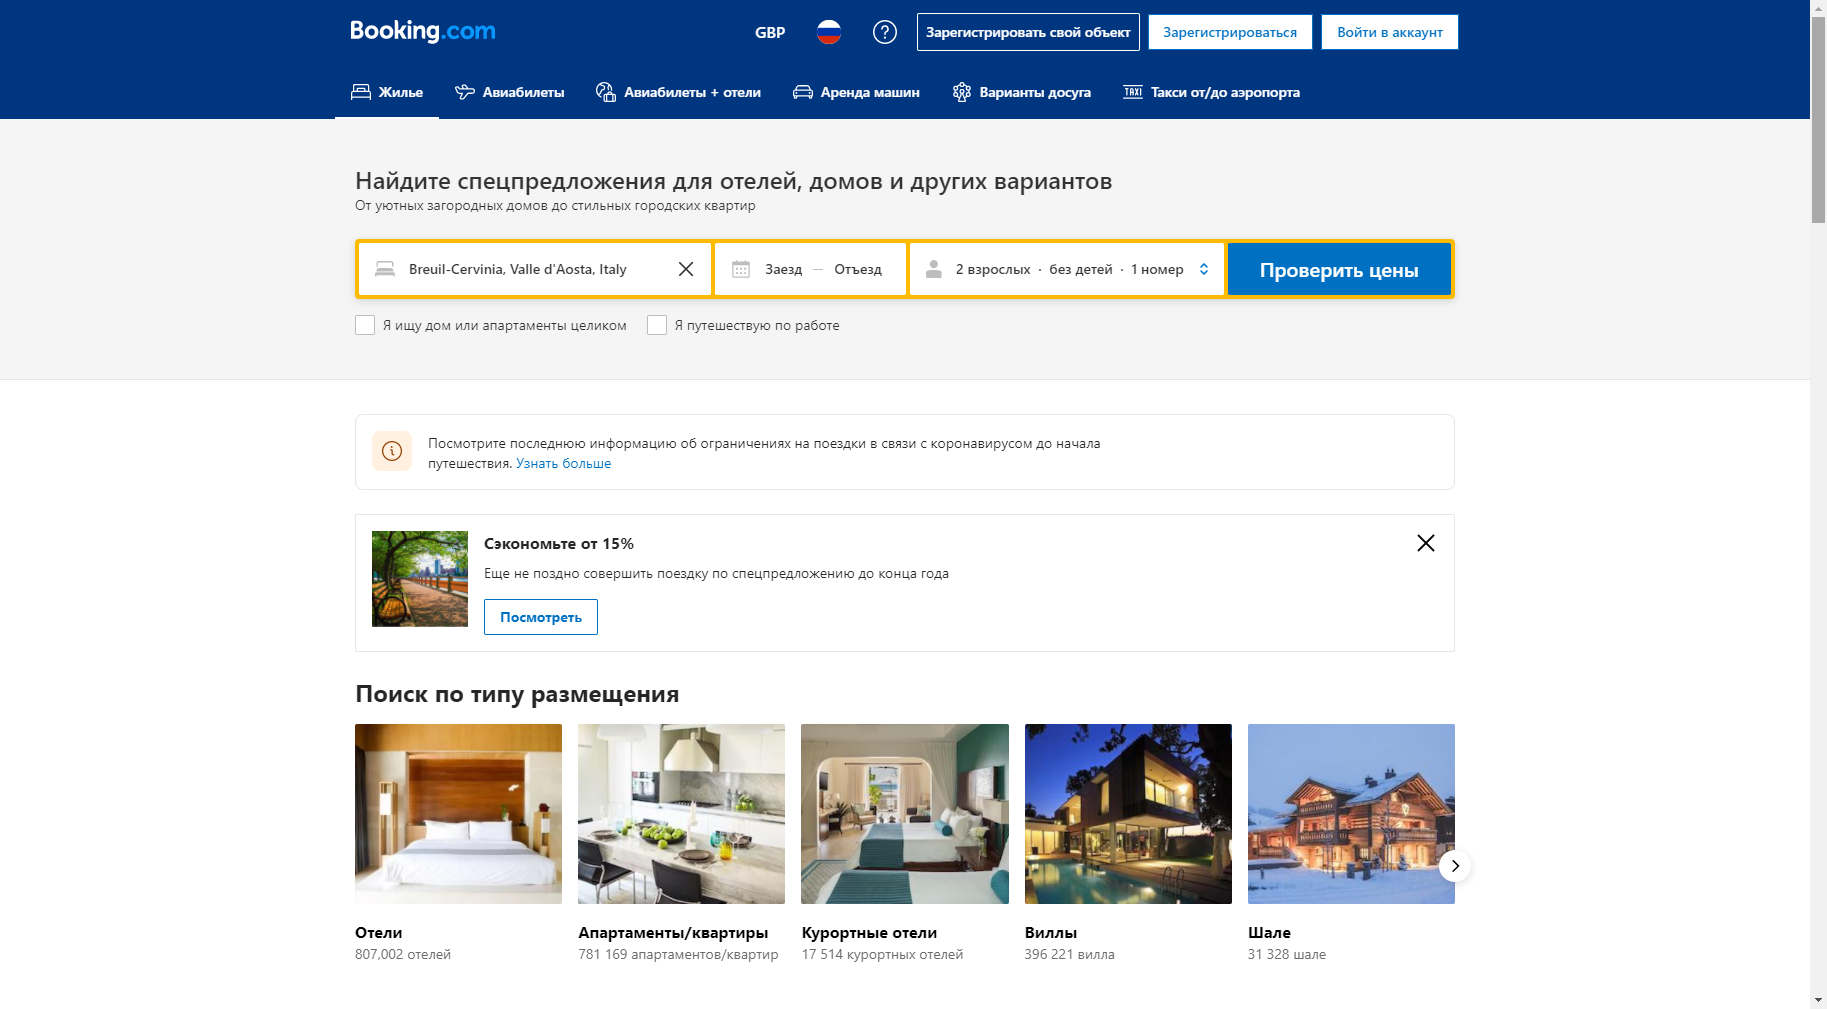 Booking.com
GBP
Зарегистрировать свой объект
Зарегистрироваться
Войти в аккаунт
Жилье
Авиабилеты
Авиабилеты + отели
Аренда машин
Варианты досуга
TAXI
Такси от/до аэропорта
Найдите спецпредложения для отелей, домов и других вариантов
От уютных загородных домов до стильных городских квартир
Breuil-Cervinia, Valle d'Aosta, Italy
Заезд — Отъезд
2 взрослых · без детей · 1 номер
Проверить цены
Я ищу дом или апартаменты целиком
Я путешествую по работе
Посмотрите последнюю информацию об ограничениях на поездки в связи с коронавирусом до начала
путешествия. Узнать больше
Сэкономьте от 15%
Еще не поздно совершить поездку по спецпредложению до конца года
Посмотреть
Поиск по типу размещения
Отели
807,002 отелей
Апартаменты/квартиры
781 169 апартаментов/квартир
Курортные отели
17 514 курортных отелей
Виллы
396 221 вилла
Шале
31 328 шале